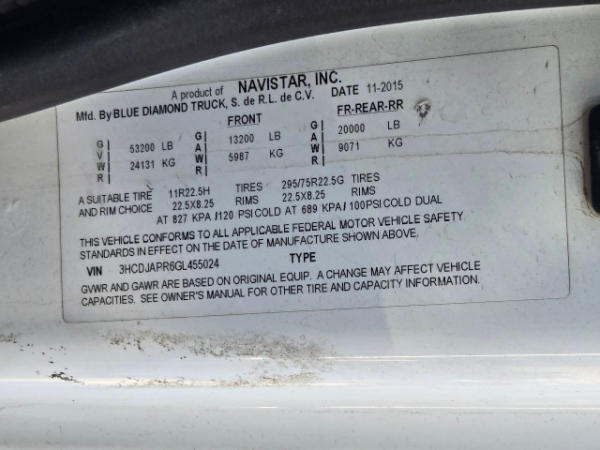 A product of NAVISTAR, INC.
Mfd. By BLUE DIAMOND TRUCK, S. de R.L. de C.V. DATE 11-2015
FRONT FR-REAR-RR
GVWR 53200 LB GAWR 13200 LB GAWR 20000 LB
24131 KG 5987 KG 9071 KG
A SUITABLE TIRE 11R22.5H TIRES 295/75R22.5G TIRES
AND RIM CHOICE 22.5X8.25 RIMS 22.5X8.25 RIMS
AT 827 KPA /120 PSI COLD AT 689 KPA / 100PSI COLD DUAL
THIS VEHICLE CONFORMS TO ALL APPLICABLE FEDERAL MOTOR VEHICLE SAFETY
STANDARDS IN EFFECT ON THE DATE OF MANUFACTURE SHOWN ABOVE.
VIN 3HCDJAPR6GL455024 TYPE
GVWR AND GAWR ARE BASED ON ORIGINAL EQUIP. A CHANGE MAY AFFECT VEHICLE
CAPACITIES. SEE OWNER'S MANUAL FOR OTHER TIRE AND CAPACITY INFORMATION.